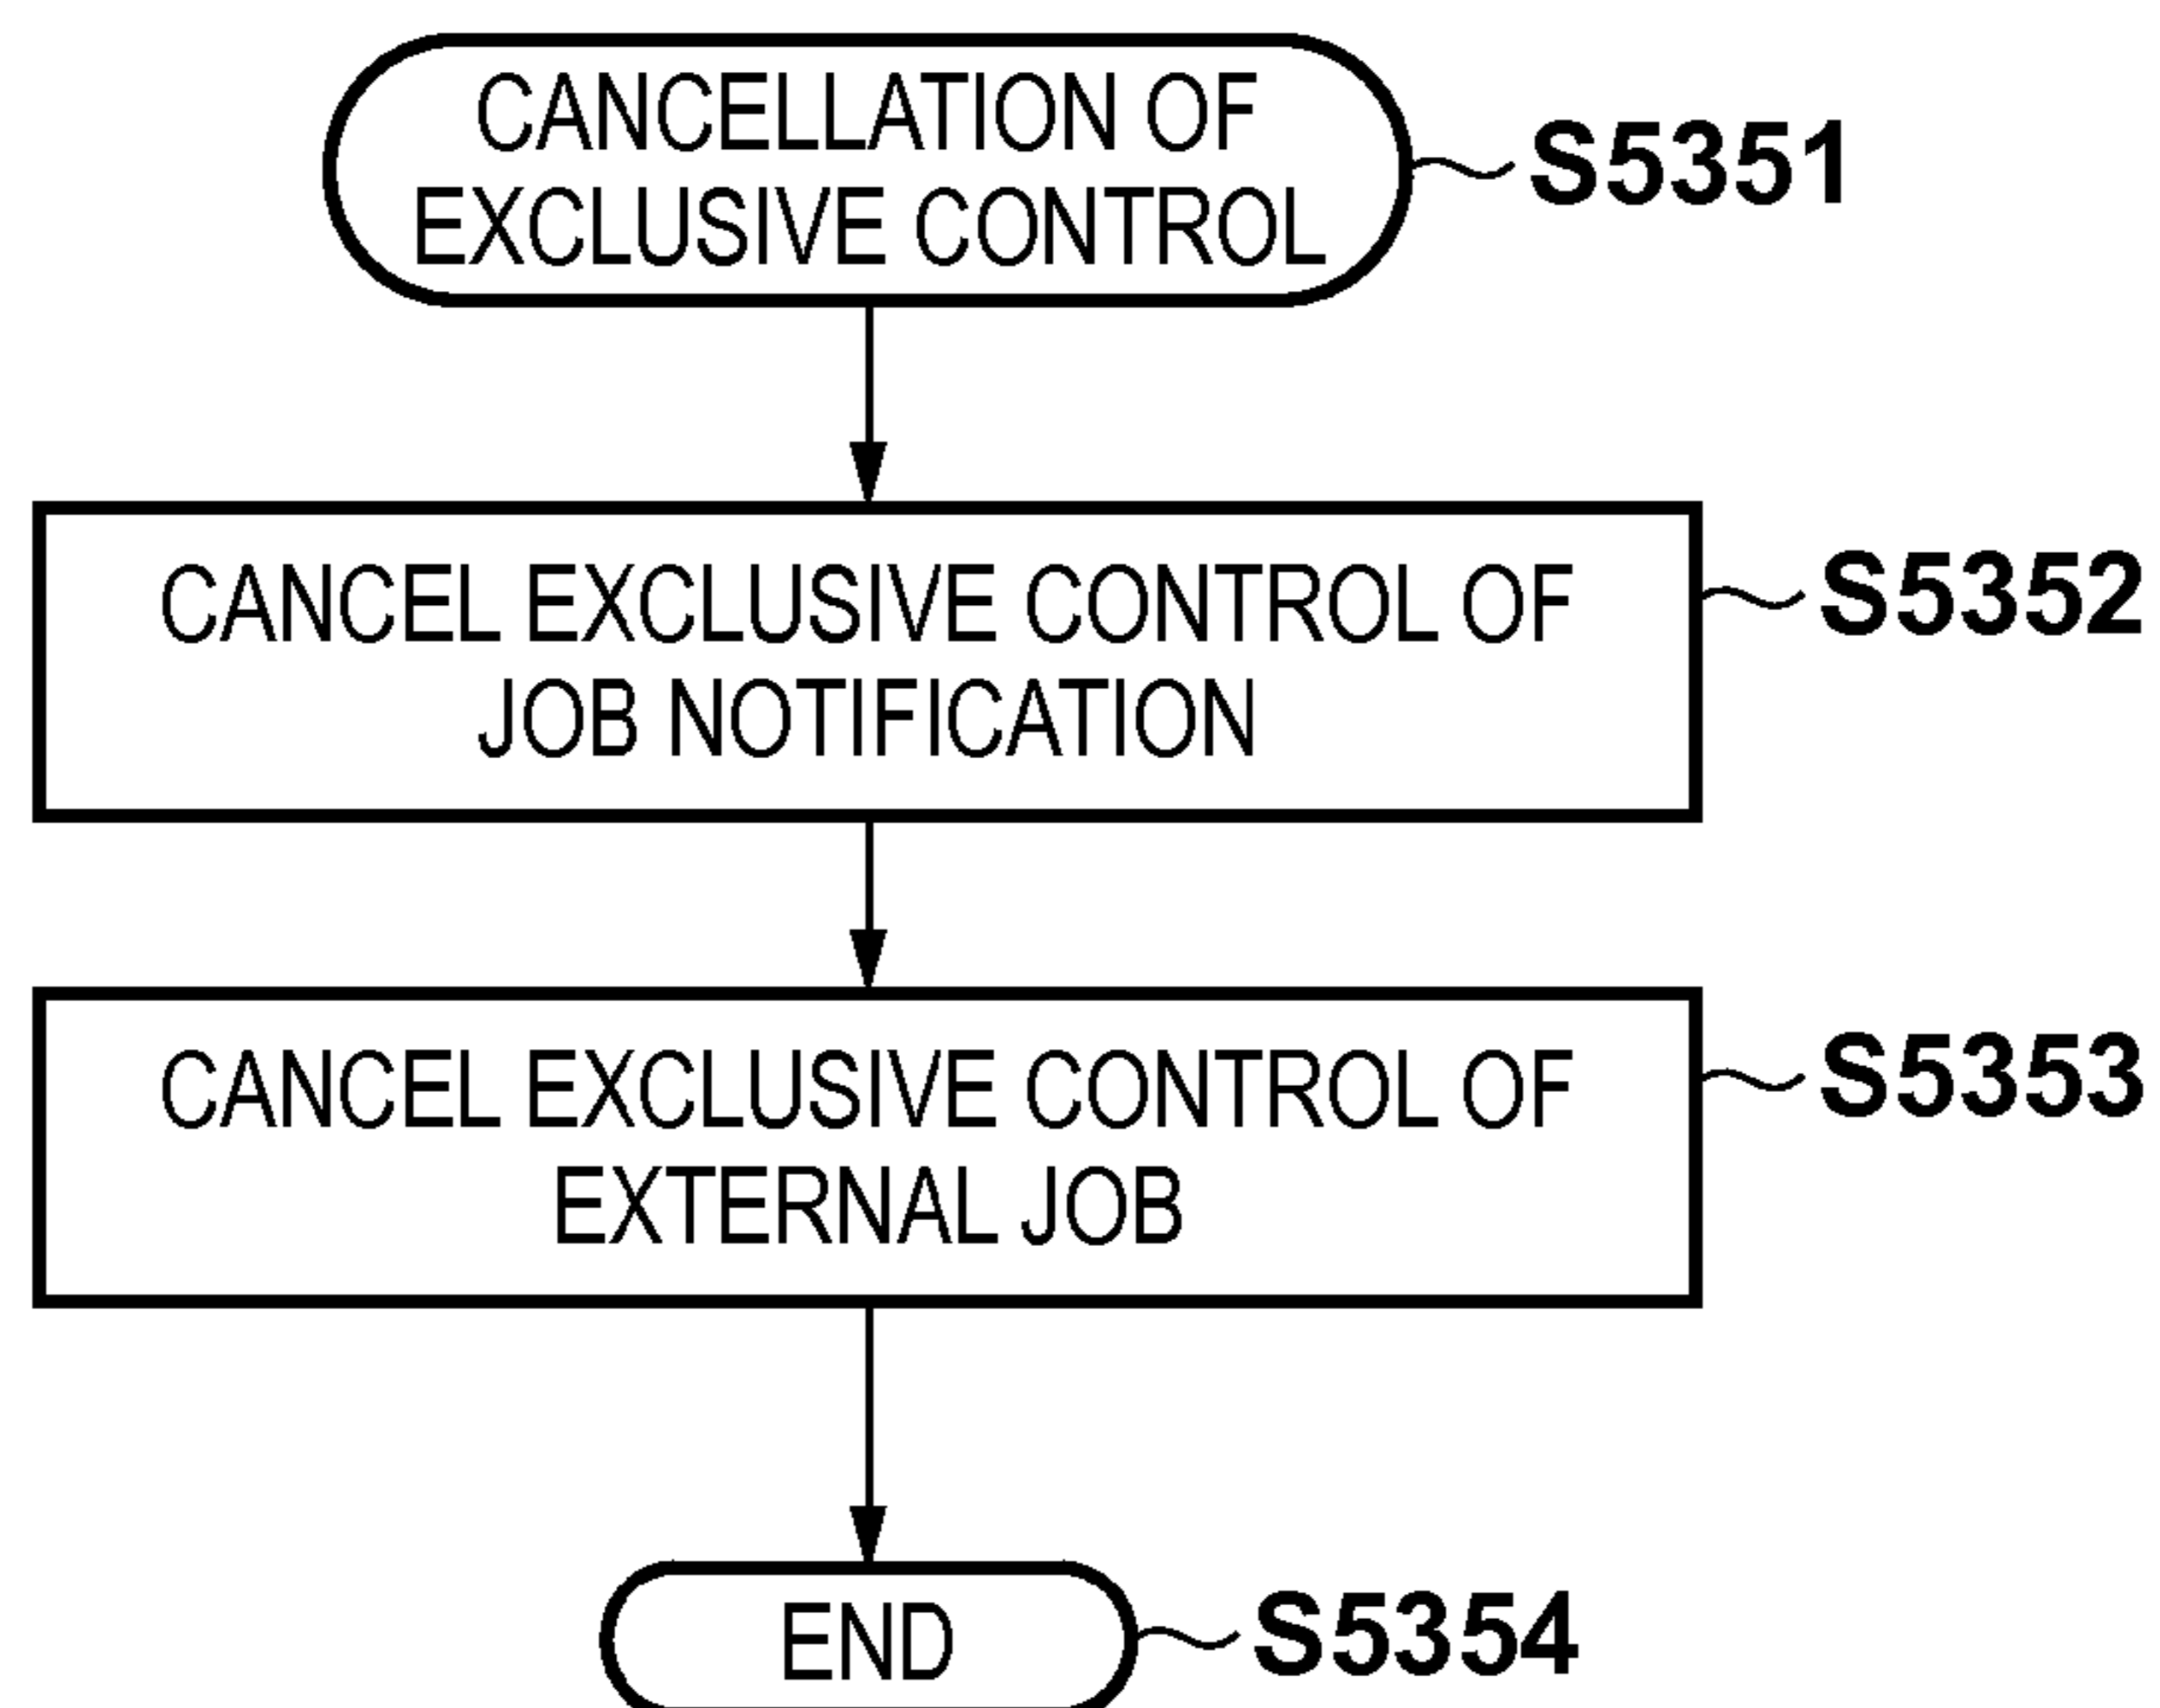 CANCELLATION OF
EXCLUSIVE CONTROL
S5351
CANCEL EXCLUSIVE CONTROL OF
JOB NOTIFICATION
S5352
CANCEL EXCLUSIVE CONTROL OF
EXTERNAL JOB
S5353
END
S5354